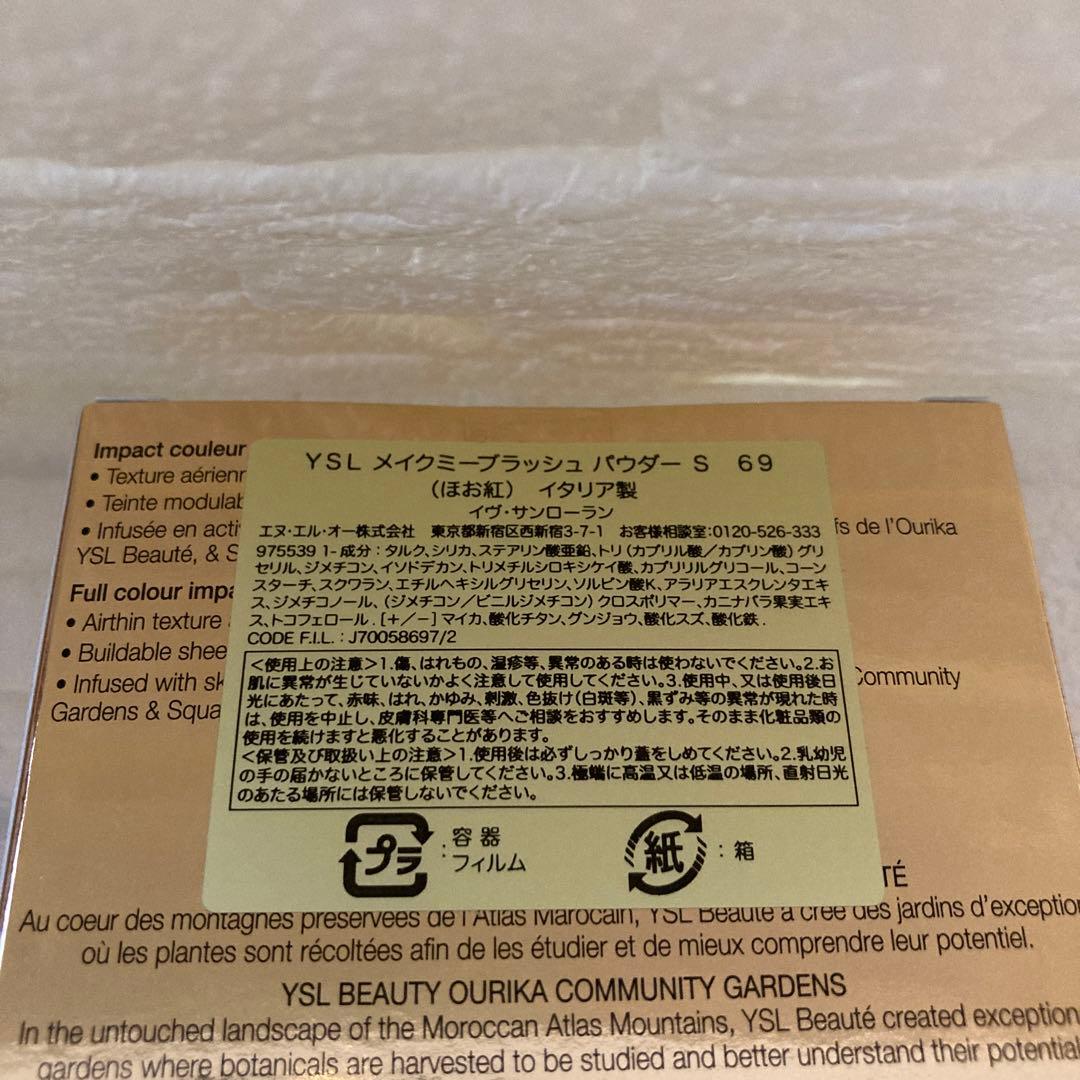 Impact couleur
• Texture aérienn
• Teinte modulab
• Infusée en acti
fs de l'Ourika
YSL Beauté, & S
Full colour impa
• Airthin texture
• Buildable shee
• Infused with sk
Community
Gardens & Squa
YSL メイクミーブラッシュ パウダー S 69
(ほお紅) イタリア製
イヴ・サンローラン
エヌ・エル・オー株式会社 東京都新宿区西新宿3-7-1 お客様相談室:0120-526-333
975539 1- 成分 : タルク、シリカ、ステアリン酸亜鉛、トリ (カプリル酸/カプリン酸) グリ
セリル、ジメチコン、イソドデカン、トリメチルシロキシケイ酸、カプリリルグリコール、コーン
スターチ、スクワラン、エチルヘキシルグリセリン、ソルビン酸K、アラリアエスクレンタエキ
ス、ジメチコノール、(ジメチコン/ビニルジメチコン) クロスポリマー、カニナバラ果実エキ
ス、トコフェロール . [+/-] マイカ、酸化チタン、グンジョウ、酸化スズ、酸化鉄 .
CODE F.I.L. : J70058697/2
<使用上の注意>1.傷、はれもの、湿疹等、異常のある時は使わないでください。2.お
肌に異常が生じていないかよく注意して使用してください。3.使用中、又は使用後日
光にあたって、赤味、はれ、かゆみ、刺激、色抜け(白斑等)、黒ずみ等の異常が現れた時
は、使用を中止し、皮膚科専門医等へご相談をおすすめします。そのまま化粧品類の
使用を続けますと悪化することがあります。
<保管及び取扱い上の注意>1.使用後は必ずしっかり蓋をしめてください。2.乳幼児
の手の届かないところに保管してください。3.極端に高温又は低温の場所、直射日光
のあたる場所には保管しないでください。
プラ : 容器
フィルム
紙 : 箱
TÉ
Au coeur des montagnes préservées de l'Atlas Marocain, YSL Beauté a créé des jardins d'exception
où les plantes sont récoltées afin de les étudier et de mieux comprendre leur potentiel.
YSL BEAUTY OURIKA COMMUNITY GARDENS
In the untouched landscape of the Moroccan Atlas Mountains, YSL Beauté created exception
gardens where botanicals are harvested to be studied and better understand their potential